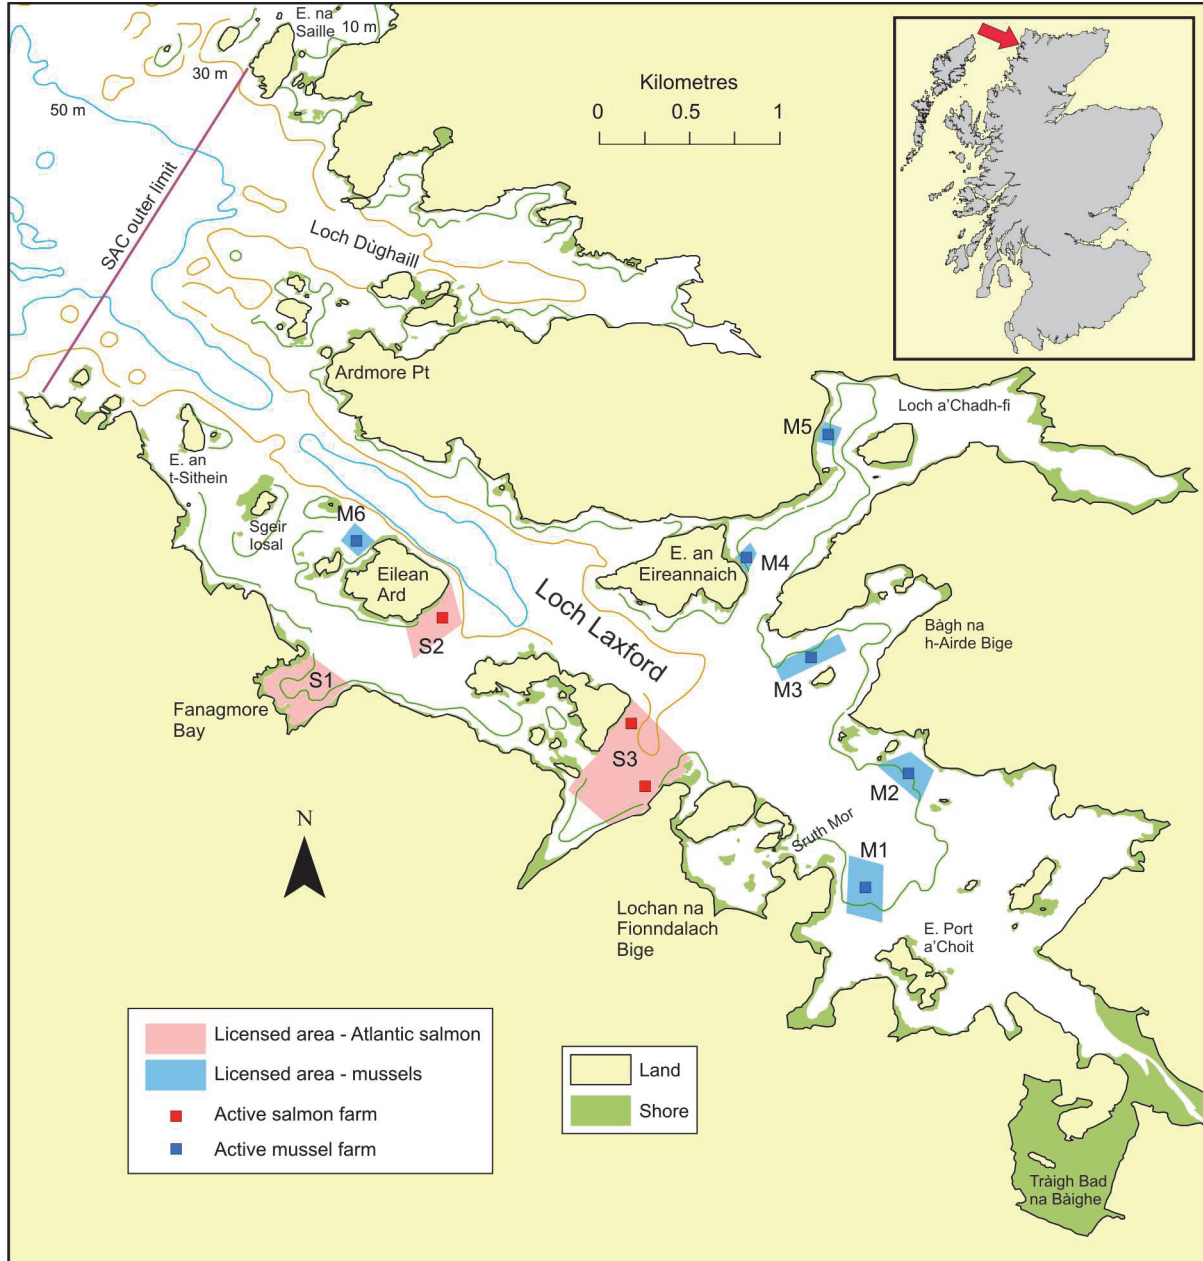 E. na
Saille
10 m
30 m
50 m
Kilometres
0 0.5 1
SAC outer limit
Loch Dùghaill
Ardmore Pt
Loch a'Chadh-fi
M5
E. an
t-Sithein
Sgeir
Iosal
M6
Eilean
Ard
E. an
Eireannaich
M4
Loch Laxford
Bàgh na
h-Airde Bige
S2
S1
M3
Fanagmore
Bay
S3
M2
N
Sruth Mor
M1
Lochan na
Fionndalach
Bige
E. Port
a'Choit
Licensed area - Atlantic salmon
Licensed area - mussels
Active salmon farm
Active mussel farm
Land
Shore
Tràigh Bad
na Bàighe